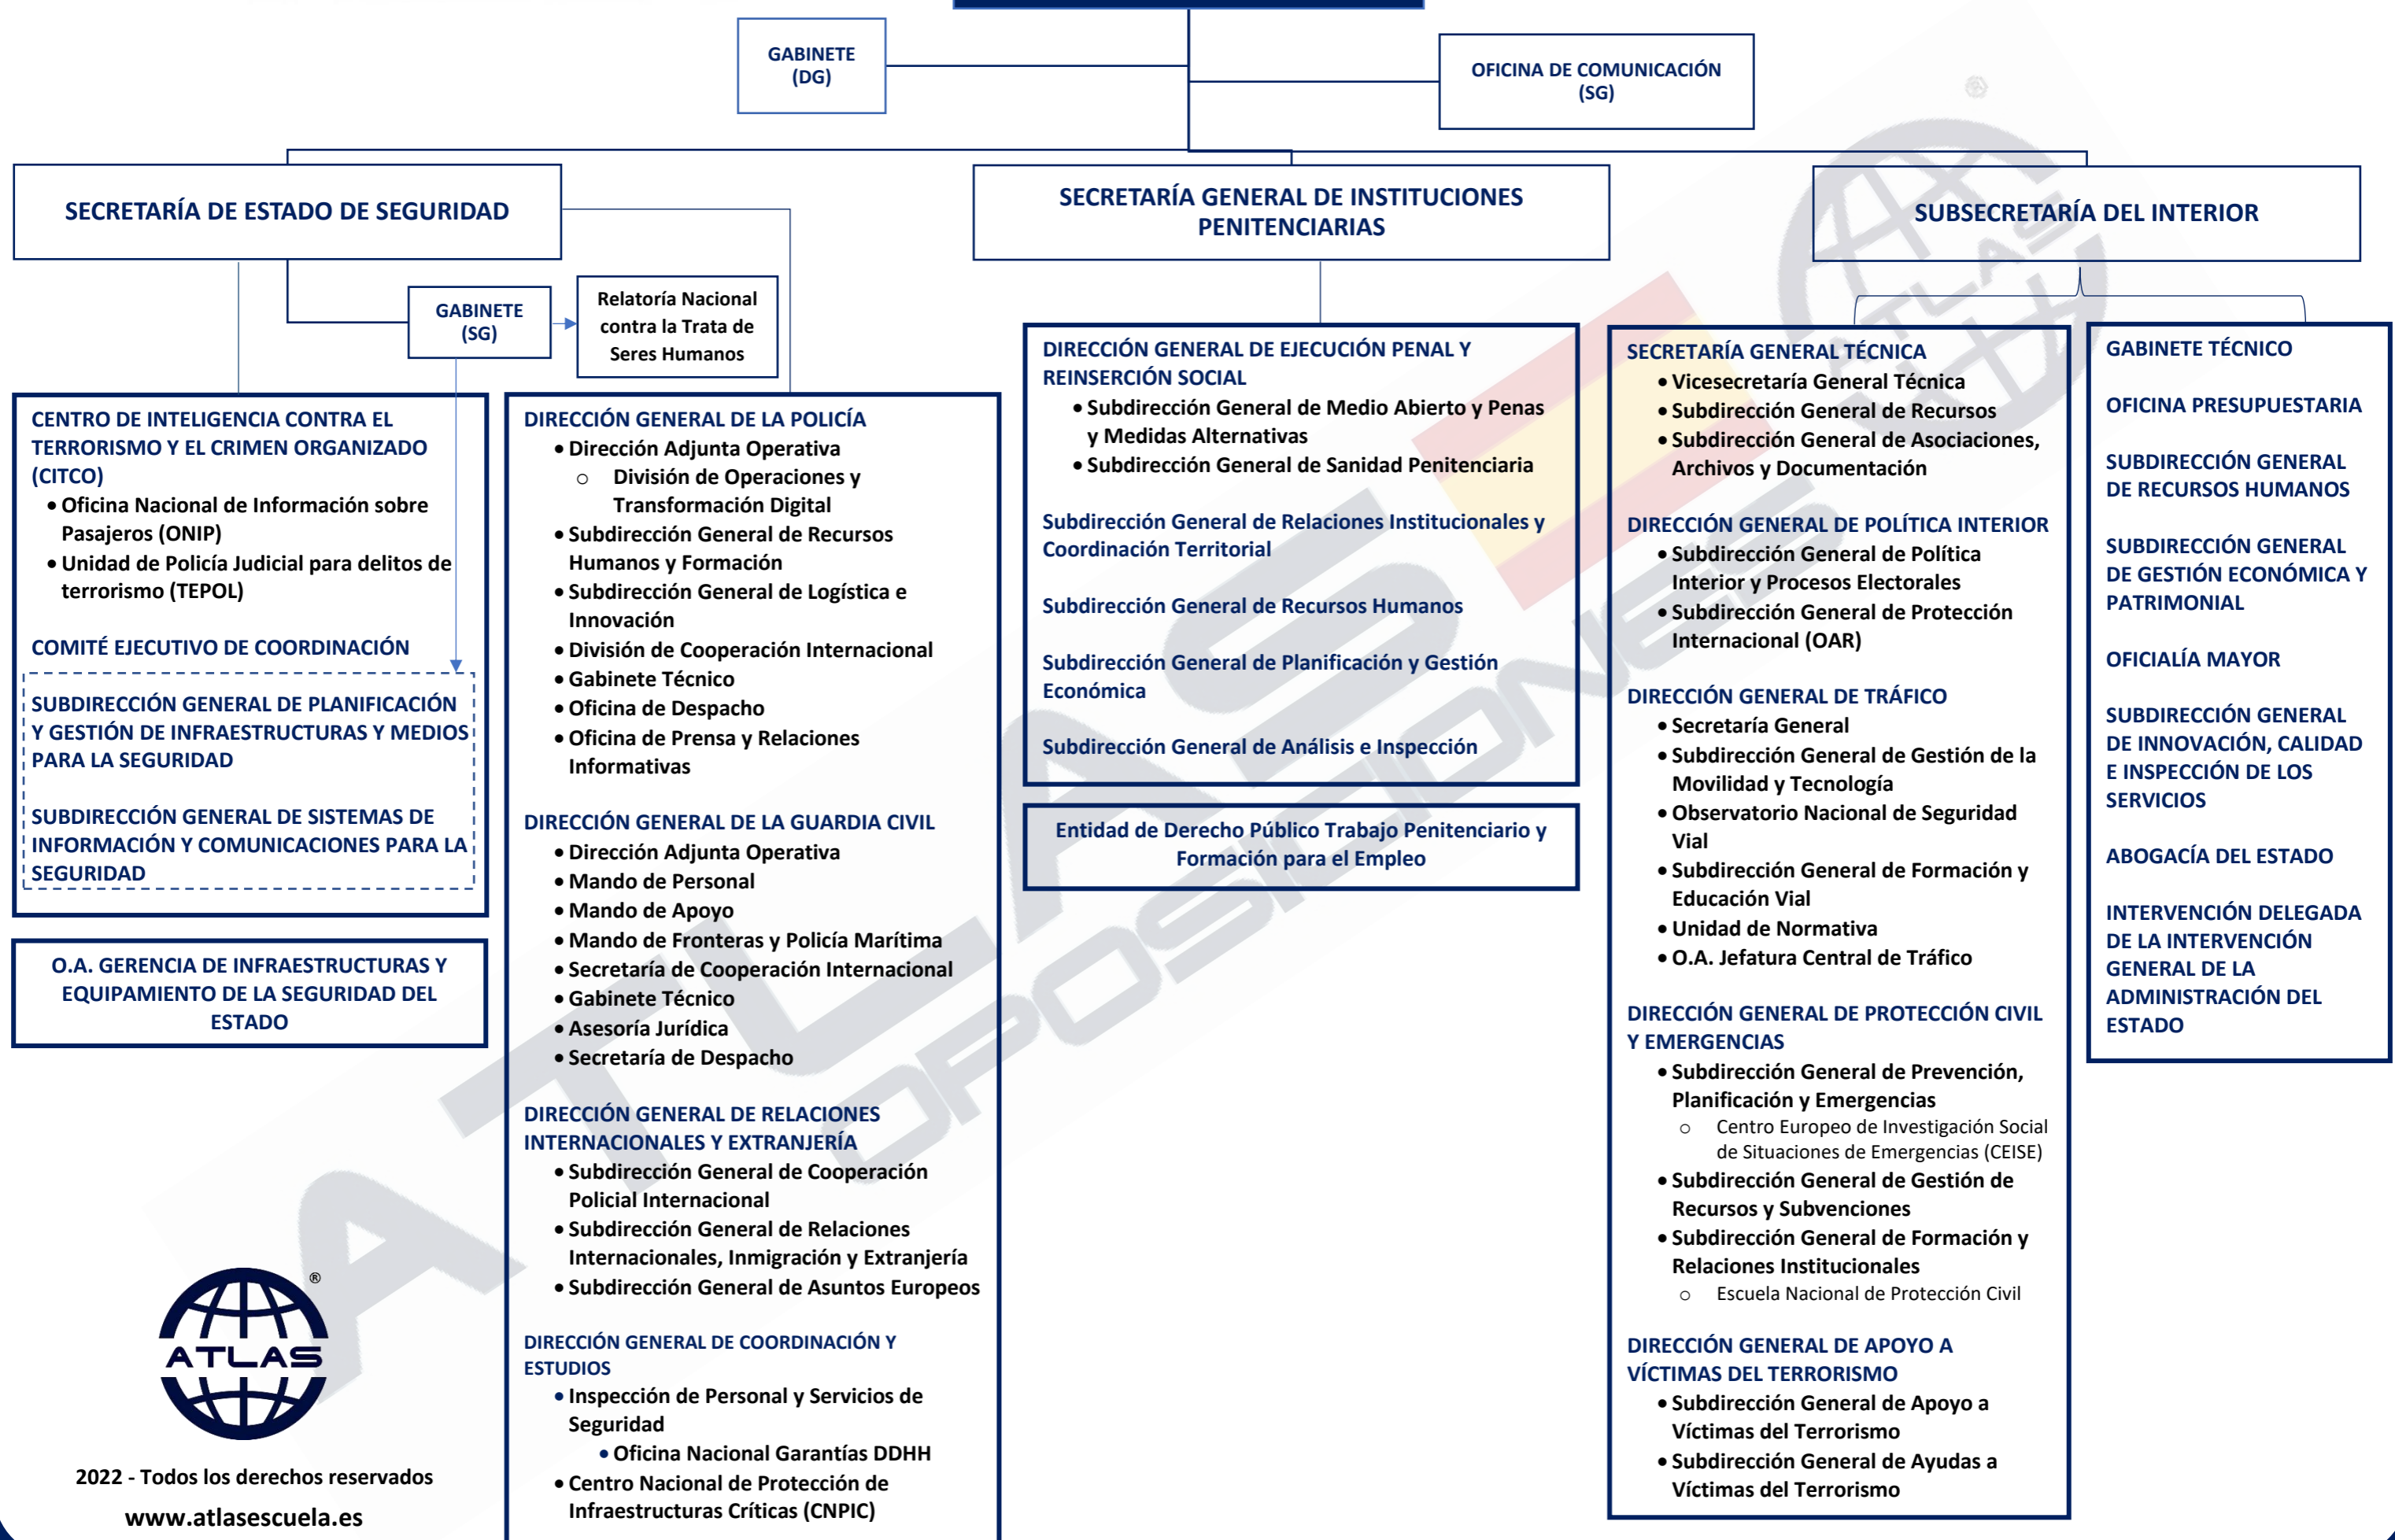 GABINETE
(DG)
OFICINA DE COMUNICACIÓN
(SG)
SECRETARÍA DE ESTADO DE SEGURIDAD
SECRETARÍA GENERAL DE INSTITUCIONES
PENITENCIARIAS
SUBSECRETARÍA DEL INTERIOR
GABINETE
(SG)
Relatoría Nacional
contra la Trata de
Seres Humanos
CENTRO DE INTELIGENCIA CONTRA EL
TERRORISMO Y EL CRIMEN ORGANIZADO
(CITCO)
• Oficina Nacional de Información sobre
Pasajeros (ONIP)
• Unidad de Policía Judicial para delitos de
terrorismo (TEPOL)
COMITÉ EJECUTIVO DE COORDINACIÓN
SUBDIRECCIÓN GENERAL DE PLANIFICACIÓN
Y GESTIÓN DE INFRAESTRUCTURAS Y MEDIOS
PARA LA SEGURIDAD
SUBDIRECCIÓN GENERAL DE SISTEMAS DE
INFORMACIÓN Y COMUNICACIONES PARA LA
SEGURIDAD
O.A. GERENCIA DE INFRAESTRUCTURAS Y
EQUIPAMIENTO DE LA SEGURIDAD DEL
ESTADO
DIRECCIÓN GENERAL DE LA POLICÍA
• Dirección Adjunta Operativa
o División de Operaciones y
Transformación Digital
• Subdirección General de Recursos
Humanos y Formación
• Subdirección General de Logística e
Innovación
• División de Cooperación Internacional
• Gabinete Técnico
• Oficina de Despacho
• Oficina de Prensa y Relaciones
Informativas
DIRECCIÓN GENERAL DE LA GUARDIA CIVIL
• Dirección Adjunta Operativa
• Mando de Personal
• Mando de Apoyo
• Mando de Fronteras y Policía Marítima
• Secretaría de Cooperación Internacional
• Gabinete Técnico
• Asesoría Jurídica
• Secretaría de Despacho
DIRECCIÓN GENERAL DE RELACIONES
INTERNACIONALES Y EXTRANJERÍA
• Subdirección General de Cooperación
Policial Internacional
• Subdirección General de Relaciones
Internacionales, Inmigración y Extranjería
• Subdirección General de Asuntos Europeos
DIRECCIÓN GENERAL DE COORDINACIÓN Y
ESTUDIOS
• Inspección de Personal y Servicios de
Seguridad
• Oficina Nacional Garantías DDHH
• Centro Nacional de Protección de
Infraestructuras Críticas (CNPIC)
DIRECCIÓN GENERAL DE EJECUCIÓN PENAL Y
REINSERCIÓN SOCIAL
• Subdirección General de Medio Abierto y Penas
y Medidas Alternativas
• Subdirección General de Sanidad Penitenciaria
Subdirección General de Relaciones Institucionales y
Coordinación Territorial
Subdirección General de Recursos Humanos
Subdirección General de Planificación y Gestión
Económica
Subdirección General de Análisis e Inspección
Entidad de Derecho Público Trabajo Penitenciario y
Formación para el Empleo
SECRETARÍA GENERAL TÉCNICA
• Vicesecretaría General Técnica
• Subdirección General de Recursos
• Subdirección General de Asociaciones,
Archivos y Documentación
DIRECCIÓN GENERAL DE POLÍTICA INTERIOR
• Subdirección General de Política
Interior y Procesos Electorales
• Subdirección General de Protección
Internacional (OAR)
DIRECCIÓN GENERAL DE TRÁFICO
• Secretaría General
• Subdirección General de Gestión de la
Movilidad y Tecnología
• Observatorio Nacional de Seguridad
Vial
• Subdirección General de Formación y
Educación Vial
• Unidad de Normativa
• O.A. Jefatura Central de Tráfico
DIRECCIÓN GENERAL DE PROTECCIÓN CIVIL
Y EMERGENCIAS
• Subdirección General de Prevención,
Planificación y Emergencias
o Centro Europeo de Investigación Social
de Situaciones de Emergencias (CEISE)
• Subdirección General de Gestión de
Recursos y Subvenciones
• Subdirección General de Formación y
Relaciones Institucionales
o Escuela Nacional de Protección Civil
DIRECCIÓN GENERAL DE APOYO A
VÍCTIMAS DEL TERRORISMO
• Subdirección General de Apoyo a
Víctimas del Terrorismo
• Subdirección General de Ayudas a
Víctimas del Terrorismo
GABINETE TÉCNICO
OFICINA PRESUPUESTARIA
SUBDIRECCIÓN GENERAL
DE RECURSOS HUMANOS
SUBDIRECCIÓN GENERAL
DE GESTIÓN ECONÓMICA Y
PATRIMONIAL
OFICIALÍA MAYOR
SUBDIRECCIÓN GENERAL
DE INNOVACIÓN, CALIDAD
E INSPECCIÓN DE LOS
SERVICIOS
ABOGACÍA DEL ESTADO
INTERVENCIÓN DELEGADA
DE LA INTERVENCIÓN
GENERAL DE LA
ADMINISTRACIÓN DEL
ESTADO
ATLAS
OPOSICIONES
ATLAS
ATLAS
®
2022 - Todos los derechos reservados
www.atlasescuela.es